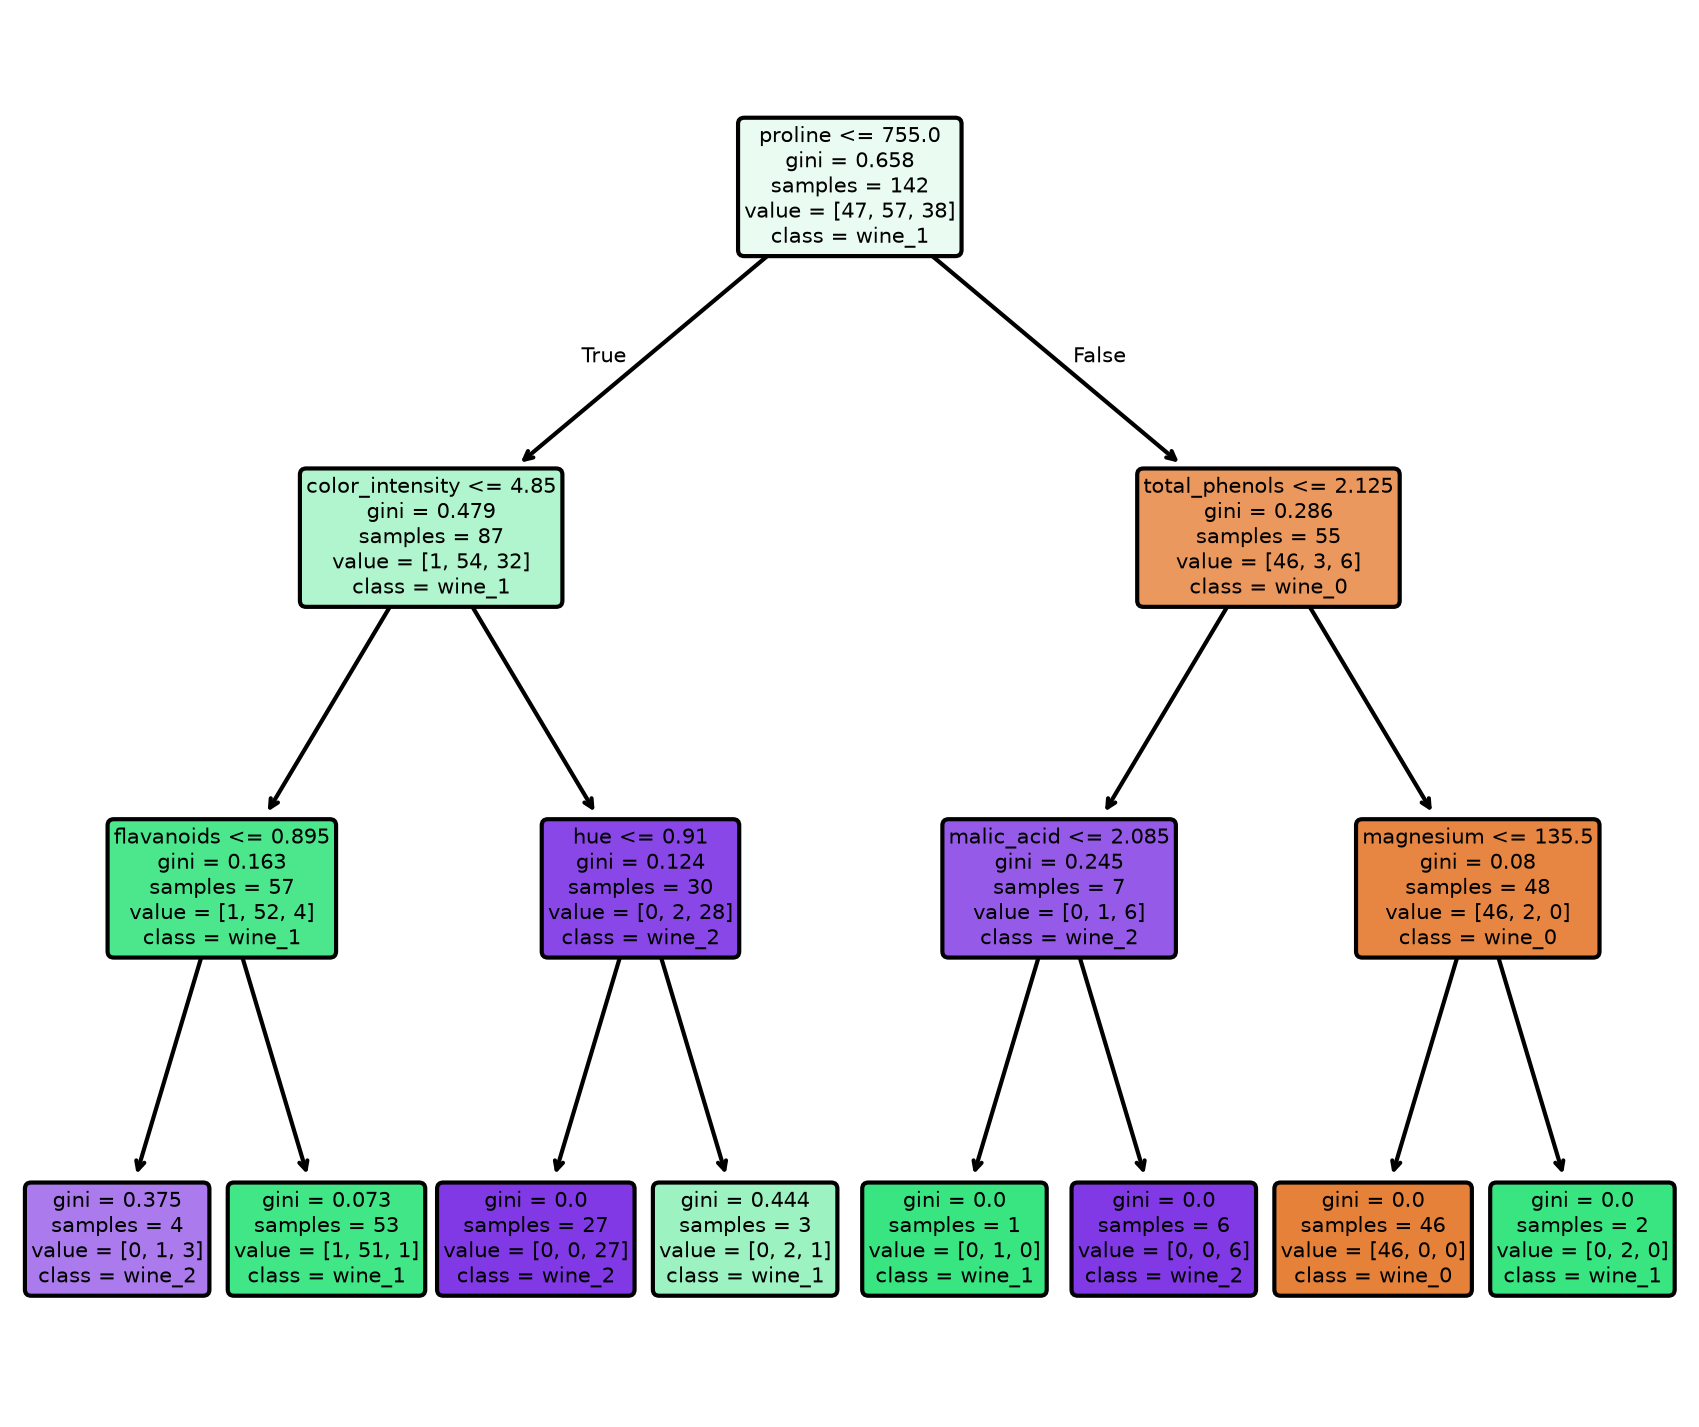 proline <= 755.0
gini = 0.658
samples = 142
value = [47, 57, 38]
class = wine_1
True
False
color_intensity <= 4.85
gini = 0.479
samples = 87
value = [1, 54, 32]
class = wine_1
total_phenols <= 2.125
gini = 0.286
samples = 55
value = [46, 3, 6]
class = wine_0
flavanoids <= 0.895
gini = 0.163
samples = 57
value = [1, 52, 4]
class = wine_1
hue <= 0.91
gini = 0.124
samples = 30
value = [0, 2, 28]
class = wine_2
malic_acid <= 2.085
gini = 0.245
samples = 7
value = [0, 1, 6]
class = wine_2
magnesium <= 135.5
gini = 0.08
samples = 48
value = [46, 2, 0]
class = wine_0
gini = 0.375
samples = 4
value = [0, 1, 3]
class = wine_2
gini = 0.073
samples = 53
value = [1, 51, 1]
class = wine_1
gini = 0.0
samples = 27
value = [0, 0, 27]
class = wine_2
gini = 0.444
samples = 3
value = [0, 2, 1]
class = wine_1
gini = 0.0
samples = 1
value = [0, 1, 0]
class = wine_1
gini = 0.0
samples = 6
value = [0, 0, 6]
class = wine_2
gini = 0.0
samples = 46
value = [46, 0, 0]
class = wine_0
gini = 0.0
samples = 2
value = [0, 2, 0]
class = wine_1